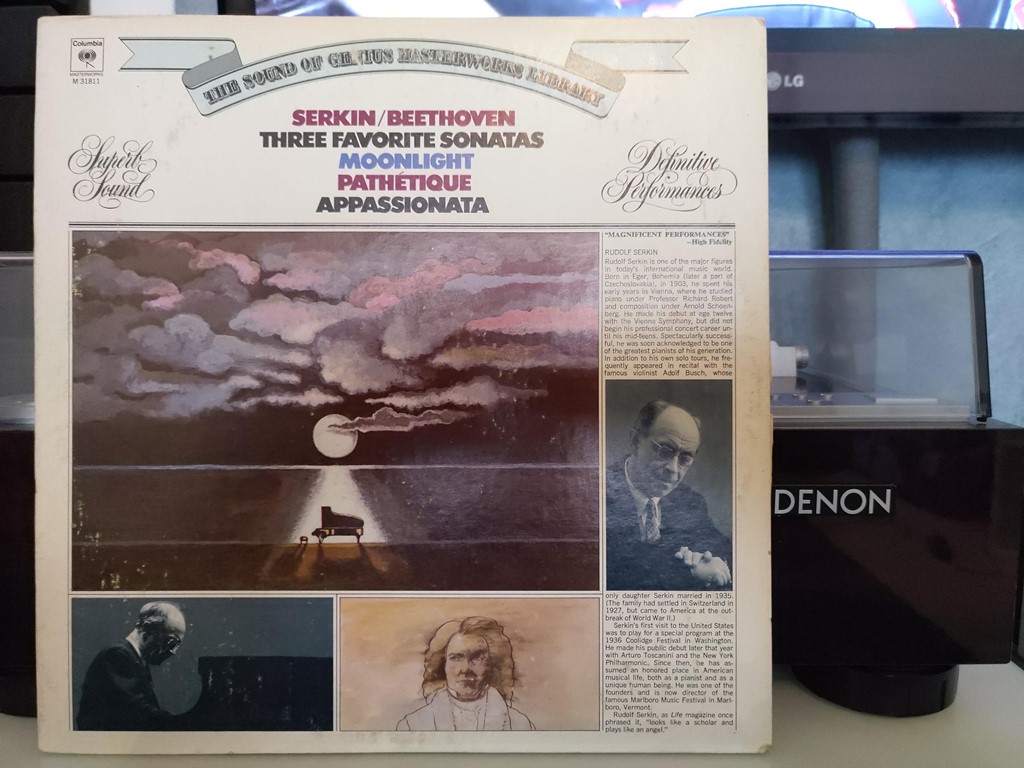 Columbia
MASTERWORKS
M 31811
THE SOUND OF GENIUS MASTERWORKS LIBRARY
SERKIN/BEETHOVEN
THREE FAVORITE SONATAS
MOONLIGHT
PATHÉTIQUE
APPASSIONATA
Superb
Sound
Definitive
Performances
"MAGNIFICENT PERFORMANCES"
—High Fidelity
RUDOLF SERKIN
Rudolf Serkin is one of the major figures
in today's international music world.
Born in Eger, Bohemia (later a part of
Czechoslovakia), in 1903, he spent his
early years in Vienna, where he studied
piano under Professor Richard Robert
and composition under Arnold Schoen-
berg. He made his debut at age twelve
with the Vienna Symphony, but did not
begin his professional concert career un-
til his mid-teens. Spectacularly success-
ful, he was soon acknowledged to be one
of the greatest pianists of his generation.
In addition to his own solo tours, he fre-
quently appeared in recital with the
famous violinist Adolf Busch, whose
only daughter Serkin married in 1935.
(The family had settled in Switzerland in
1927, but came to America at the out-
break of World War II.)
Serkin's first visit to the United States
was to play for a special program at the
1936 Coolidge Festival in Washington.
He made his public debut later that year
with Arturo Toscanini and the New York
Philharmonic. Since then, he has as-
sumed an honored place in American
musical life, both as a pianist and as a
unique human being. He was one of the
founders and is now director of the
famous Marlboro Music Festival in Marl-
boro, Vermont.
Rudolf Serkin, as Life magazine once
phrased it, "looks like a scholar and
plays like an angel."
LG
DENON